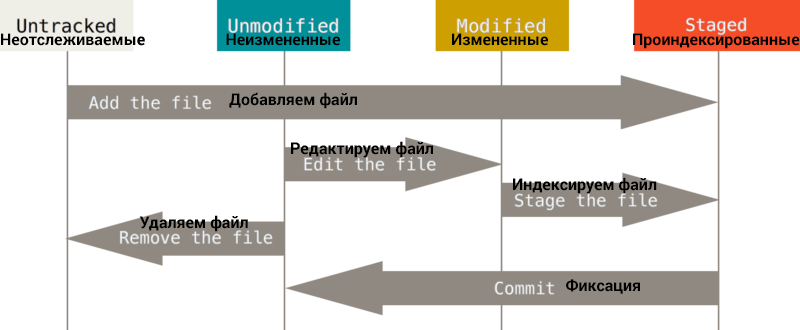 Untracked
Неотслеживаемые
Unmodified
Неизмененные
Modified
Измененные
Staged
Проиндексированные
Add the file Добавляем файл
Редактируем файл
Edit the file
Индексируем файл
Stage the file
Удаляем файл
Remove the file
Commit Фиксация